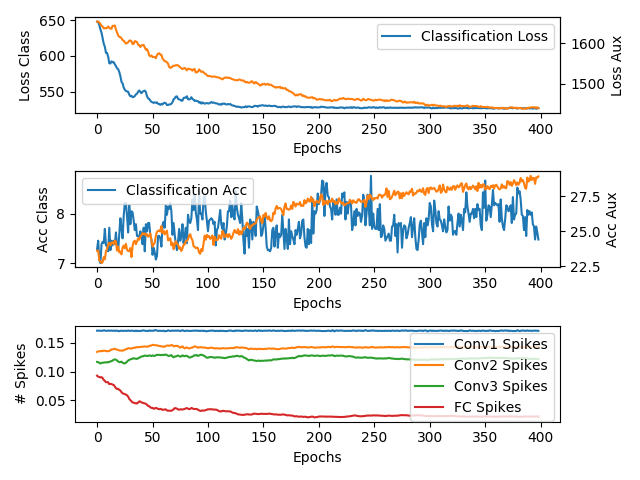 650
600
550
Loss Class
Classification Loss
1600
1500
Loss Aux
0 50 100 150 200 250 300 350 400
Epochs
8
7
Acc Class
Classification Acc
27.5
25.0
22.5
Acc Aux
0 50 100 150 200 250 300 350 400
Epochs
0.15
0.10
0.05
# Spikes
Conv1 Spikes
Conv2 Spikes
Conv3 Spikes
FC Spikes
0 50 100 150 200 250 300 350 400
Epochs